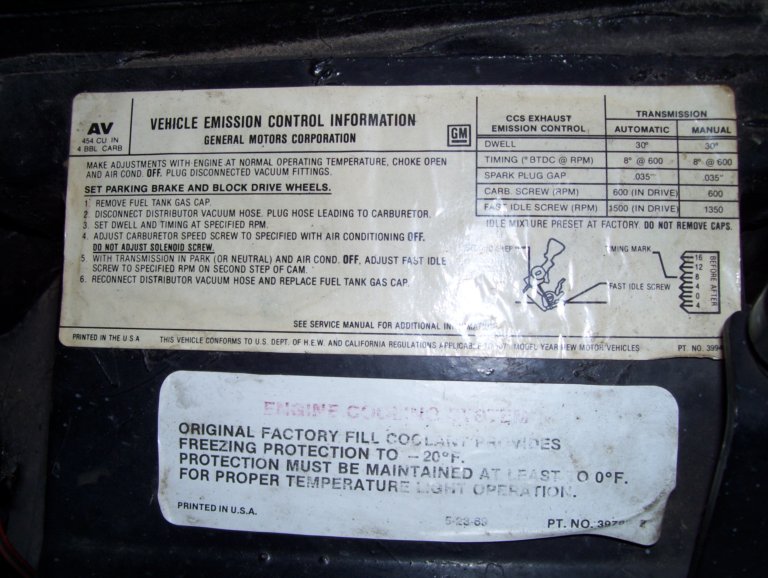 AV
454 CU. IN
4 BBL CARB
VEHICLE EMISSION CONTROL INFORMATION
GENERAL MOTORS CORPORATION
GM
MAKE ADJUSTMENTS WITH ENGINE AT NORMAL OPERATING TEMPERATURE, CHOKE OPEN
AND AIR COND. OFF. PLUG DISCONNECTED VACUUM FITTINGS.
SET PARKING BRAKE AND BLOCK DRIVE WHEELS.
1. REMOVE FUEL TANK GAS CAP.
2. DISCONNECT DISTRIBUTOR VACUUM HOSE. PLUG HOSE LEADING TO CARBURETOR.
3. SET DWELL AND TIMING AT SPECIFIED RPM.
4. ADJUST CARBURETOR SPEED SCREW TO SPECIFIED WITH AIR CONDITIONING OFF.
DO NOT ADJUST SOLENOID SCREW.
5. WITH TRANSMISSION IN PARK (OR NEUTRAL) AND AIR COND. OFF, ADJUST FAST IDLE
SCREW TO SPECIFIED RPM ON SECOND STEP OF CAM.
6. RECONNECT DISTRIBUTOR VACUUM HOSE AND REPLACE FUEL TANK GAS CAP.
CCS EXHAUST EMISSION CONTROL TRANSMISSION
AUTOMATIC MANUAL
DWELL 30° 30°
TIMING (°BTDC @ RPM) 8° @ 600 8° @ 600
SPARK PLUG GAP .035" .035"
CARB. SCREW (RPM) 600 (IN DRIVE) 600
FAST IDLE SCREW (RPM) 1500 (IN DRIVE) 1350
IDLE MIXTURE PRESET AT FACTORY. DO NOT REMOVE CAPS.
TIMING MARK
FAST IDLE SCREW
16
12
8
4
0
4
BEFORE AFTER
SEE SERVICE MANUAL FOR ADDITIONAL INFORMATION
PRINTED IN THE U.S.A. THIS VEHICLE CONFORMS TO U.S. DEPT. OF H.E.W. AND CALIFORNIA REGULATIONS APPLICABLE MODEL YEAR NEW MOTOR VEHICLES PT. NO.
ENGINE COOLING SYSTEM
ORIGINAL FACTORY FILL COOLANT PROVIDES
FREEZING PROTECTION TO -20°F.
PROTECTION MUST BE MAINTAINED AT LEAST TO 0°F.
FOR PROPER TEMPERATURE LIGHT OPERATION.
PRINTED IN U.S.A. 5-23-69 PT. NO.